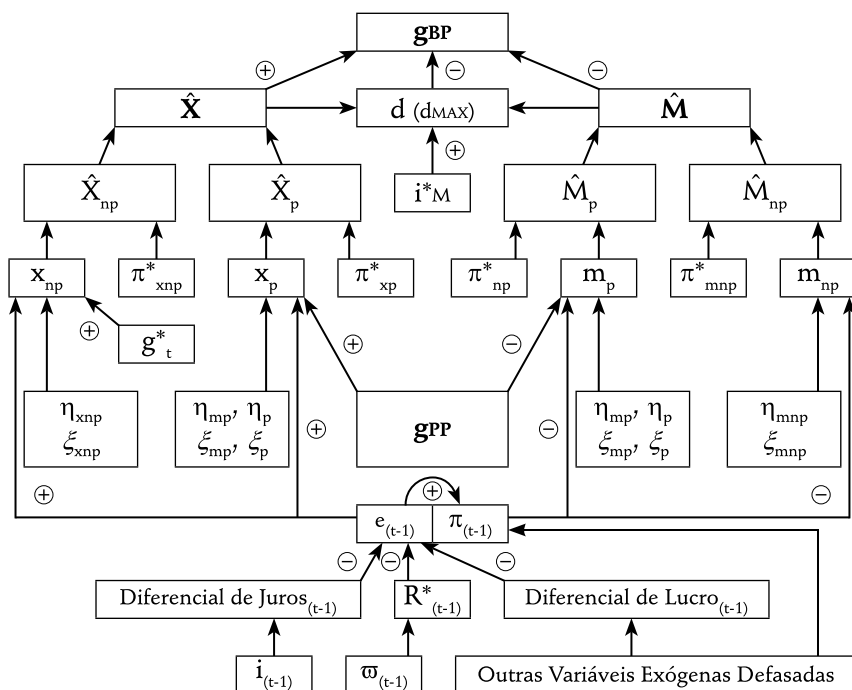 gBP
⊕ ⊖ ⊖
X̂ d (dMAX) M̂
⊕
X̂np X̂p i*M M̂p M̂np
xnp π*xnp xp π*xp π*np mp π*mnp mnp
⊕ g*t ⊕ ⊖
ηxnp ηmp, ηp gPP ηmp, ηp ηmnp
ξxnp ξmp, ξp ξmp, ξp ξmnp
⊕ ⊖
⊕ ⊕ ⊖
e(t-1) π(t-1)
⊖ ⊖ ⊖
Diferencial de Juros(t-1) R*(t-1) Diferencial de Lucro(t-1)
i(t-1) ϖ(t-1) Outras Variáveis Exógenas Defasadas